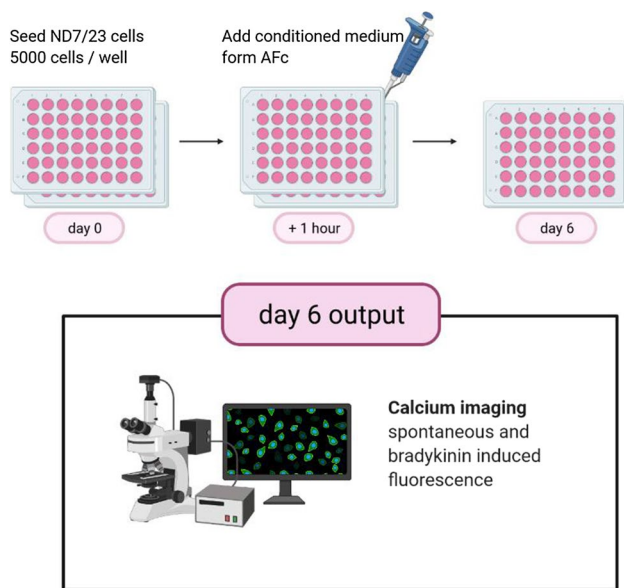 Seed ND7/23 cells
5000 cells / well
Add conditioned medium
form AFc
day 0
+ 1 hour
day 6
day 6 output
Calcium imaging
spontaneous and
bradykinin induced
fluorescence